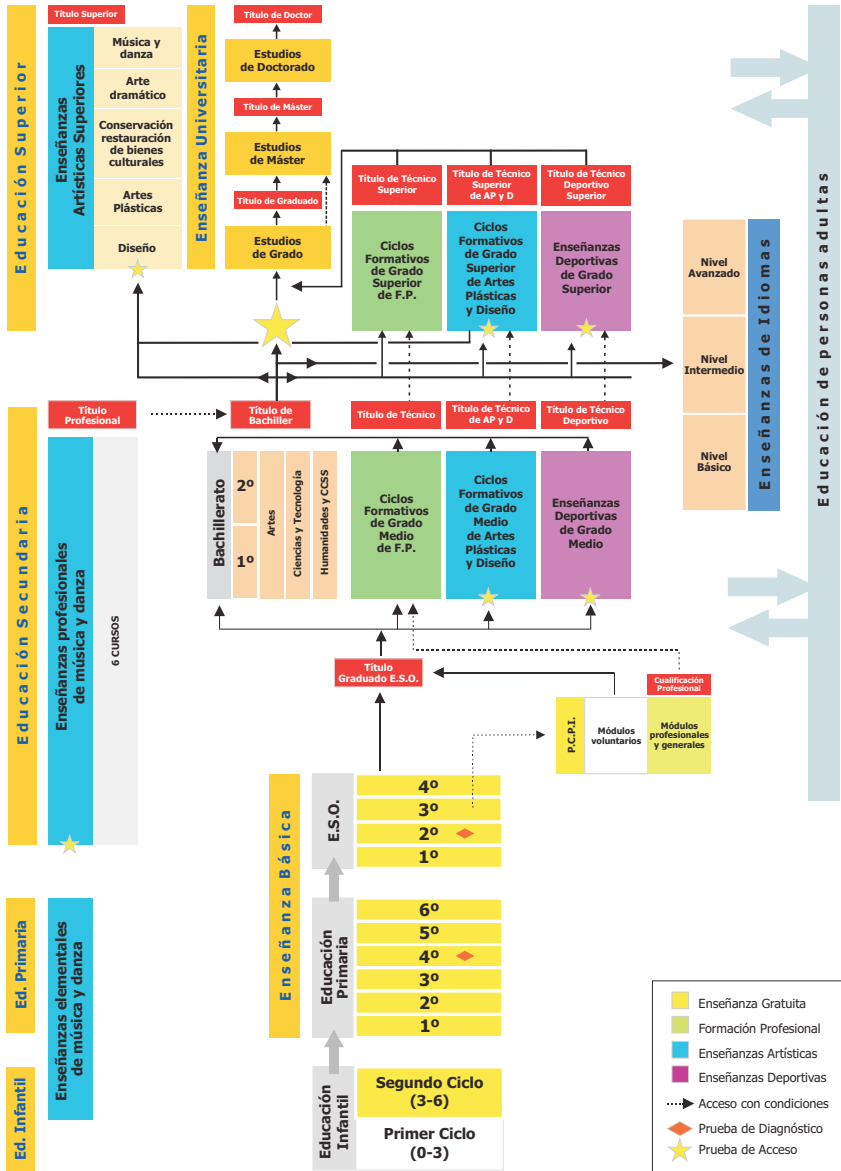 Educación Superior
Título Superior
Enseñanzas
Artísticas Superiores
Música y
danza
Arte
dramático
Conservación
restauración
de bienes
culturales
Artes
Plásticas
Diseño
Enseñanza Universitaria
Título de Doctor
Estudios
de Doctorado
Título de Máster
Estudios
de Máster
Título de Graduado
Estudios
de Grado
Título de Técnico
Superior
Título de Técnico
Superior
de AP y D
Título de Técnico
Deportivo
Superior
Ciclos
Formativos
de Grado
Superior
de F.P.
Ciclos
Formativos
de Grado
Superior
de Artes
Plásticas
y Diseño
Enseñanzas
Deportivas
de Grado
Superior
Nivel
Avanzado
Nivel
Intermedio
Nivel
Básico
Enseñanzas de Idiomas
Educación de personas adultas
Educación Secundaria
Título
Profesional
Título de
Bachiller
Título de Técnico
Título de Técnico
de AP y D
Título de Técnico
Deportivo
Enseñanzas profesionales
de música y danza
6 CURSOS
Bachillerato
2º
1º
Artes
Ciencias y Tecnología
Humanidades y CCSS
Ciclos
Formativos
de Grado
Medio
de F.P.
Ciclos
Formativos
de Grado
Medio
de Artes
Plásticas
y Diseño
Enseñanzas
Deportivas
de Grado
Medio
Título
Graduado E.S.O.
Cualificación
Profesional
P.C.P.I.
Módulos
voluntarios
Módulos
profesionales
y generales
Enseñanza Básica
E.S.O.
4º
3º
2º
1º
Ed. Primaria
Enseñanzas elementales
de música y danza
Educación
Primaria
6º
5º
4º
3º
2º
1º
Ed. Infantil
Educación
Infantil
Segundo Ciclo
(3-6)
Primer Ciclo
(0-3)
Enseñanza Gratuita
Formación Profesional
Enseñanzas Artísticas
Enseñanzas Deportivas
Acceso con condiciones
Prueba de Diagnóstico
Prueba de Acceso